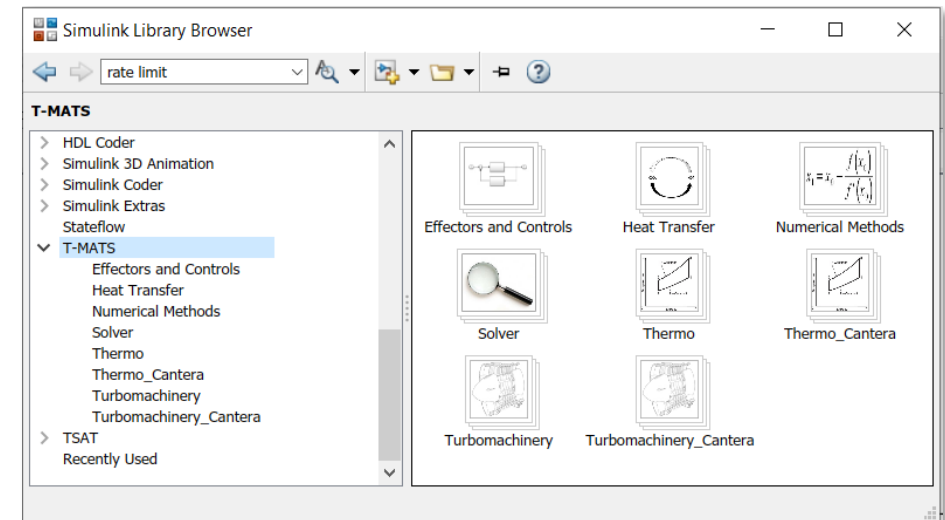 Simulink Library Browser
rate limit
T-MATS
HDL Coder
Simulink 3D Animation
Simulink Coder
Simulink Extras
Stateflow
T-MATS
Effectors and Controls
Heat Transfer
Numerical Methods
Solver
Thermo
Thermo_Cantera
Turbomachinery
Turbomachinery_Cantera
TSAT
Recently Used
Effectors and Controls
Heat Transfer
Numerical Methods
Solver
Thermo
Thermo_Cantera
Turbomachinery
Turbomachinery_Cantera